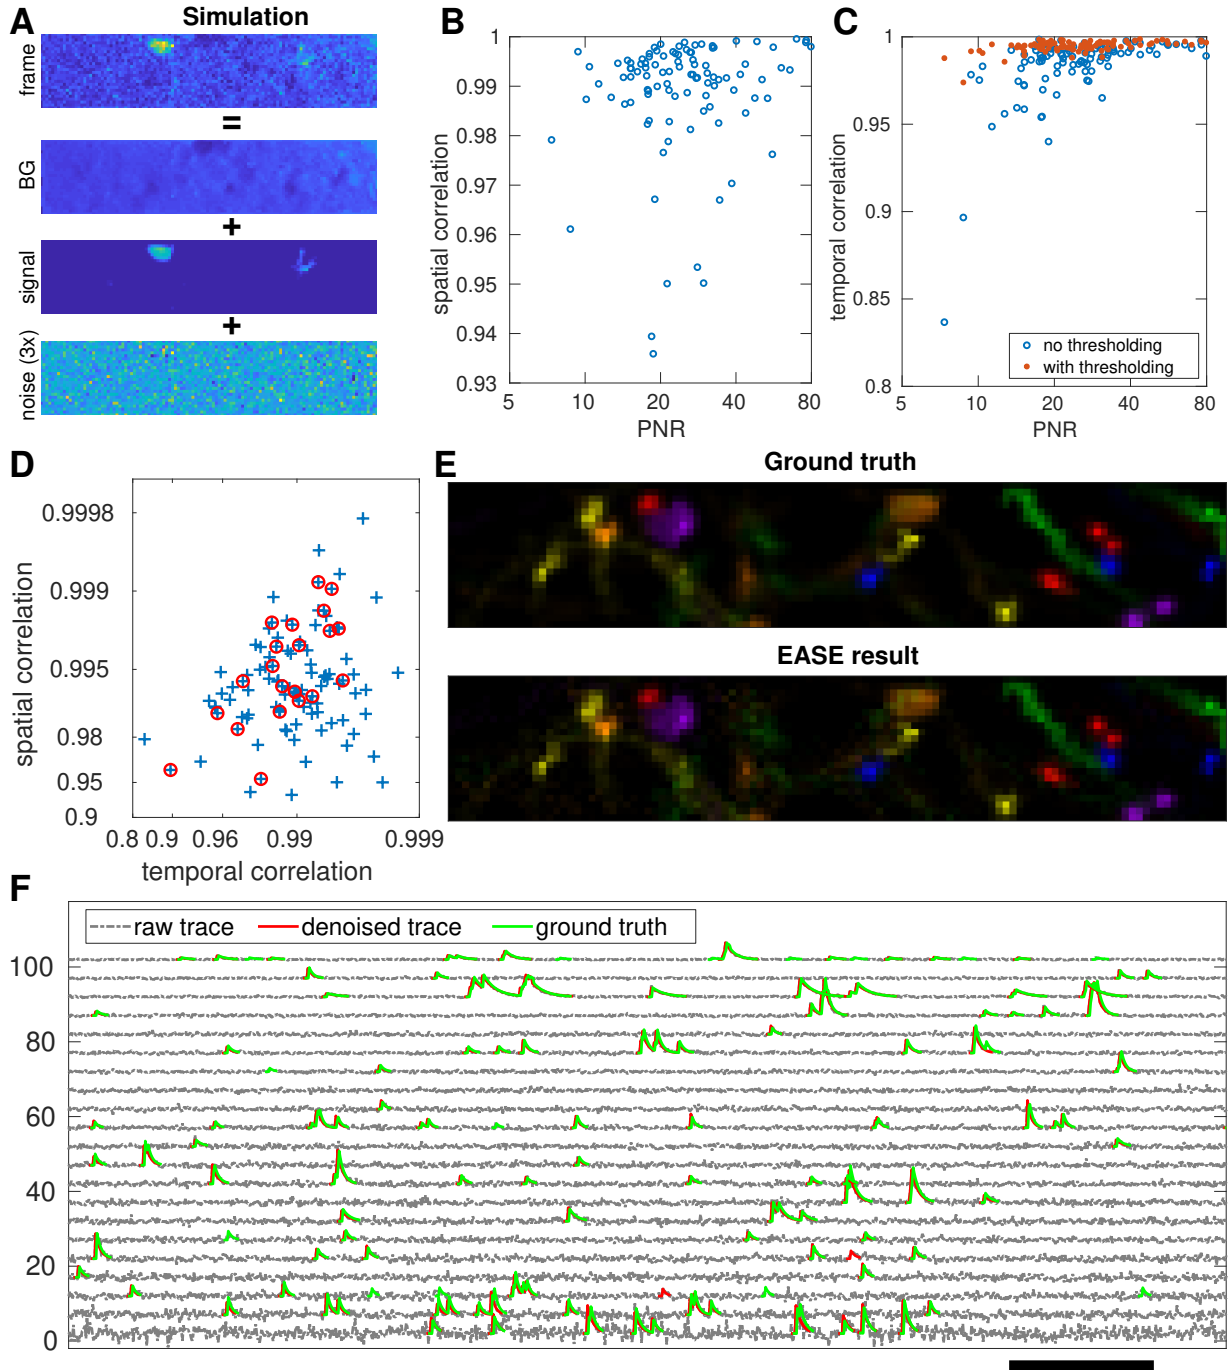 A
Simulation
frame
=
BG
+
signal
+
noise (3x)
B
spatial correlation
1
0.99
0.98
0.97
0.96
0.95
0.94
0.93
5 10 20 40 80
PNR
C
temporal correlation
1
0.95
0.9
0.85
0.8
no thresholding
with thresholding
5 10 20 40 80
PNR
D
spatial correlation
0.9998
0.999
0.995
0.98
0.95
0.9
0.8 0.9 0.96 0.99 0.999
temporal correlation
E
Ground truth
EASE result
F
raw trace denoised trace ground truth
100
80
60
40
20
0